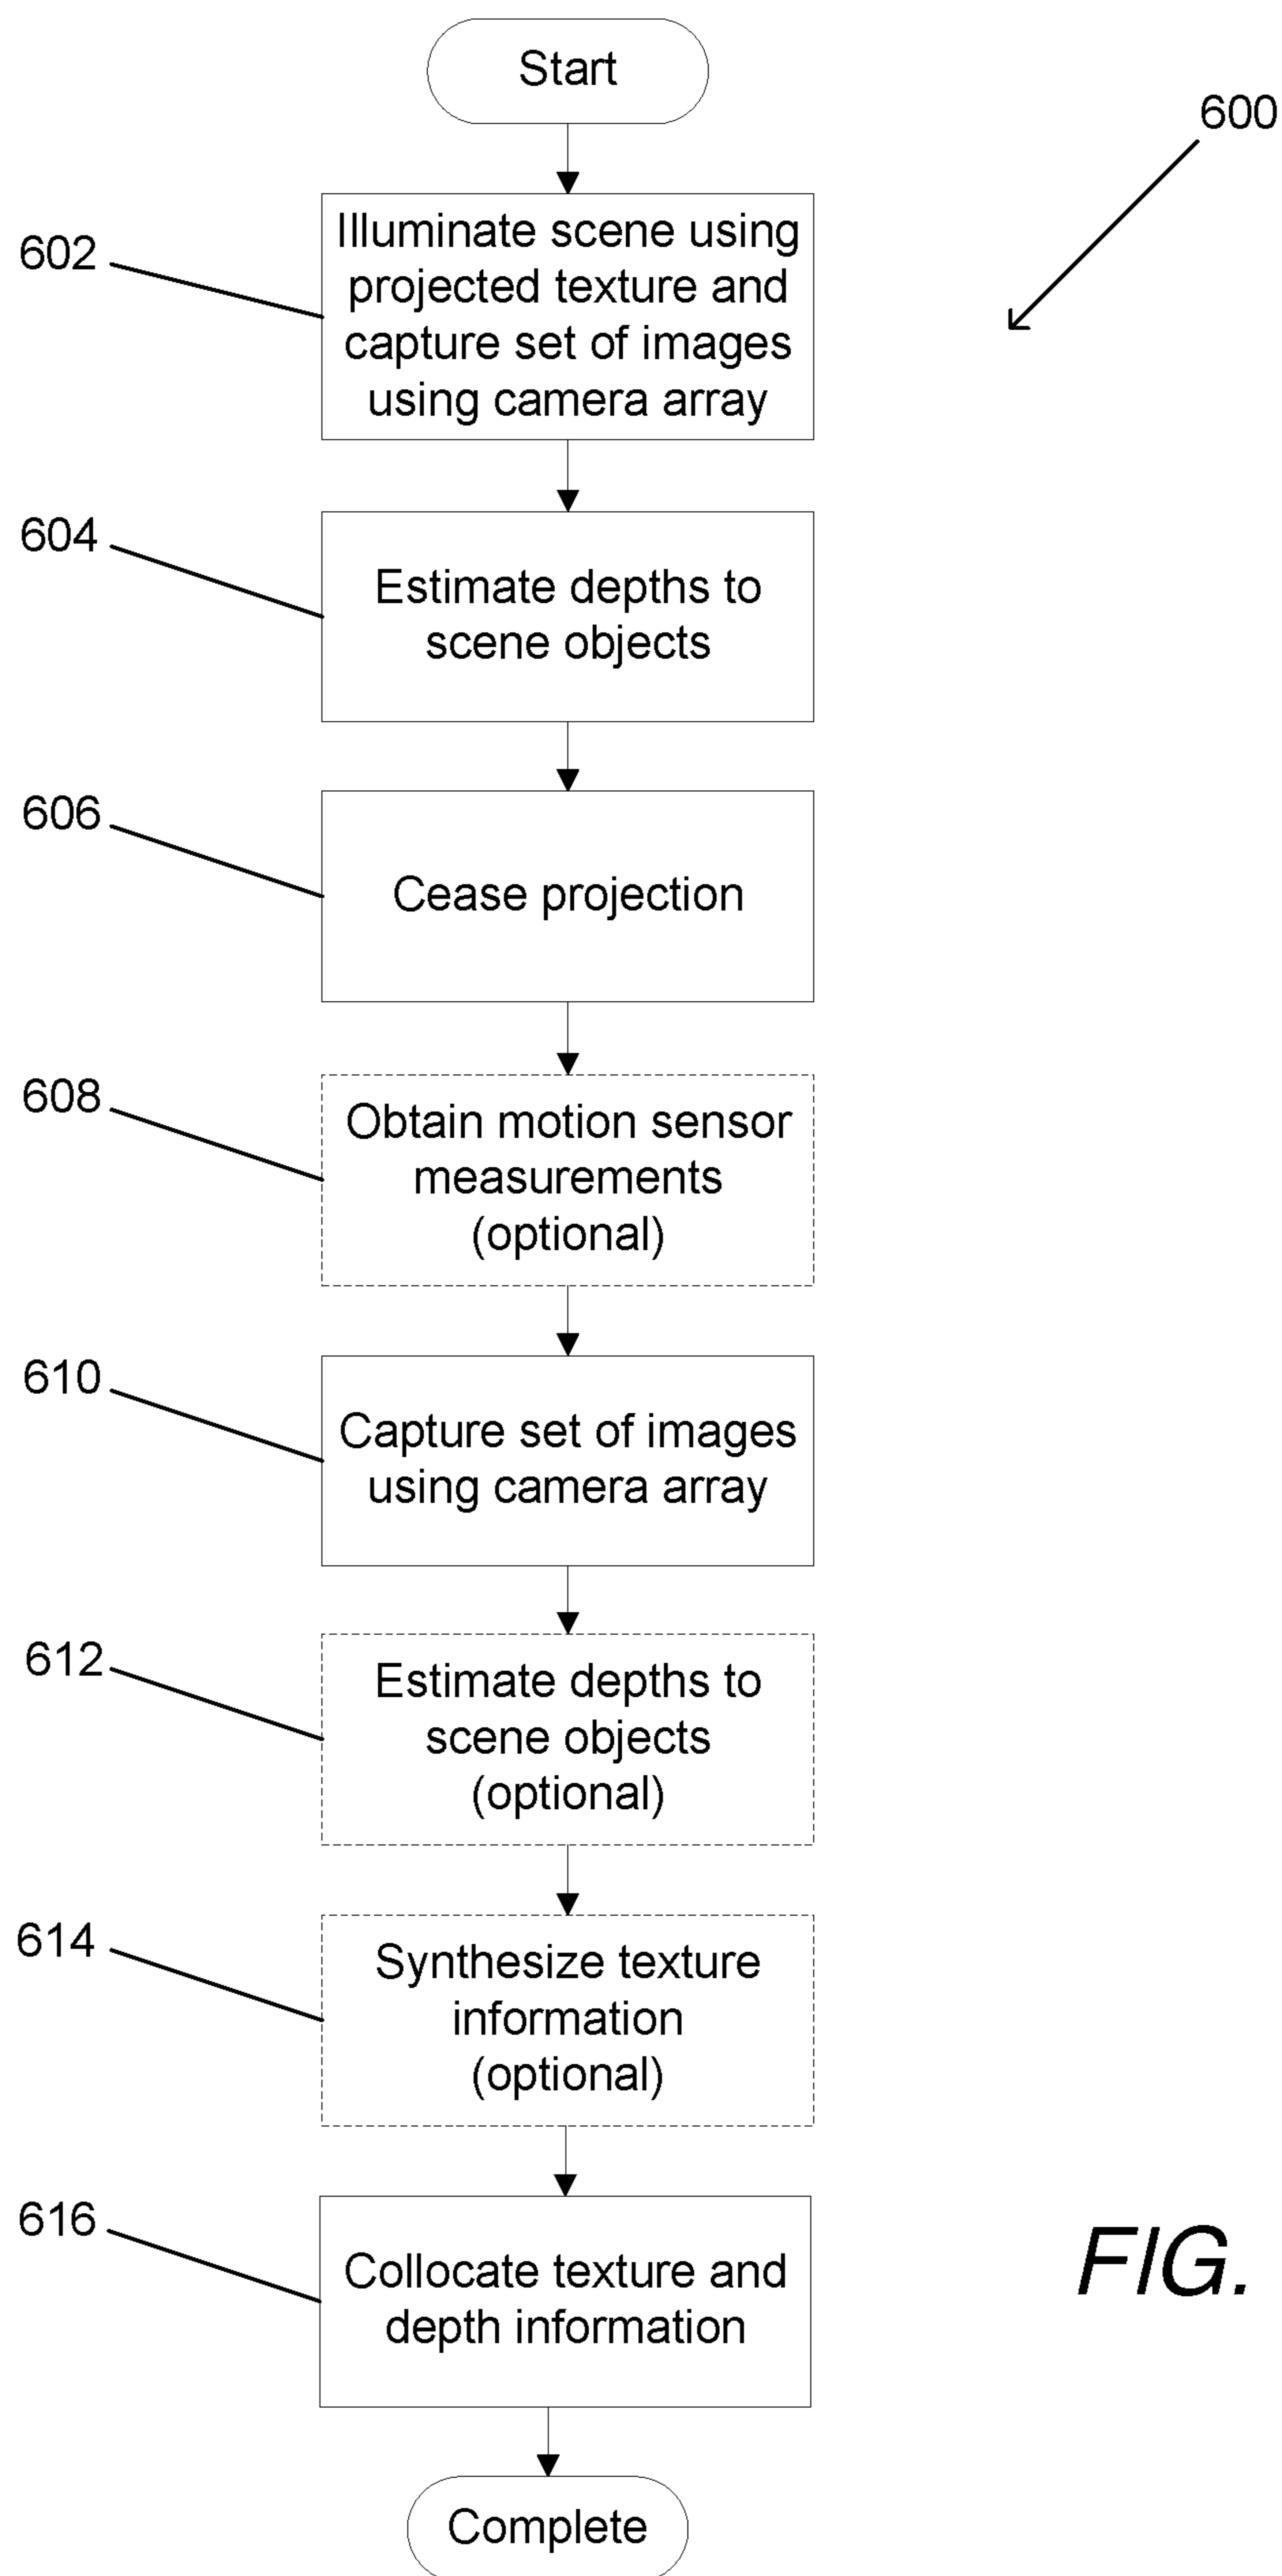 Start
600
602
Illuminate scene using
projected texture and
capture set of images
using camera array
604
Estimate depths to
scene objects
606
Cease projection
608
Obtain motion sensor
measurements
(optional)
610
Capture set of images
using camera array
612
Estimate depths to
scene objects
(optional)
614
Synthesize texture
information
(optional)
616
Collocate texture and
depth information
FIG.
Complete